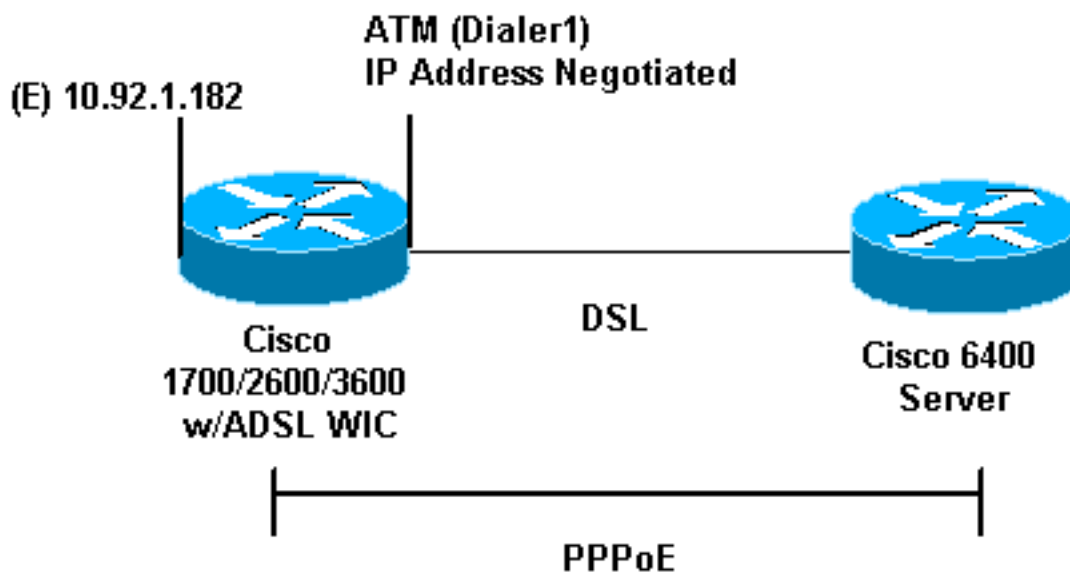 ATM (Dialer1)
IP Address Negotiated
(E) 10.92.1.182
DSL
Cisco
1700/2600/3600
w/ADSL WIC
Cisco 6400
Server
PPPoE